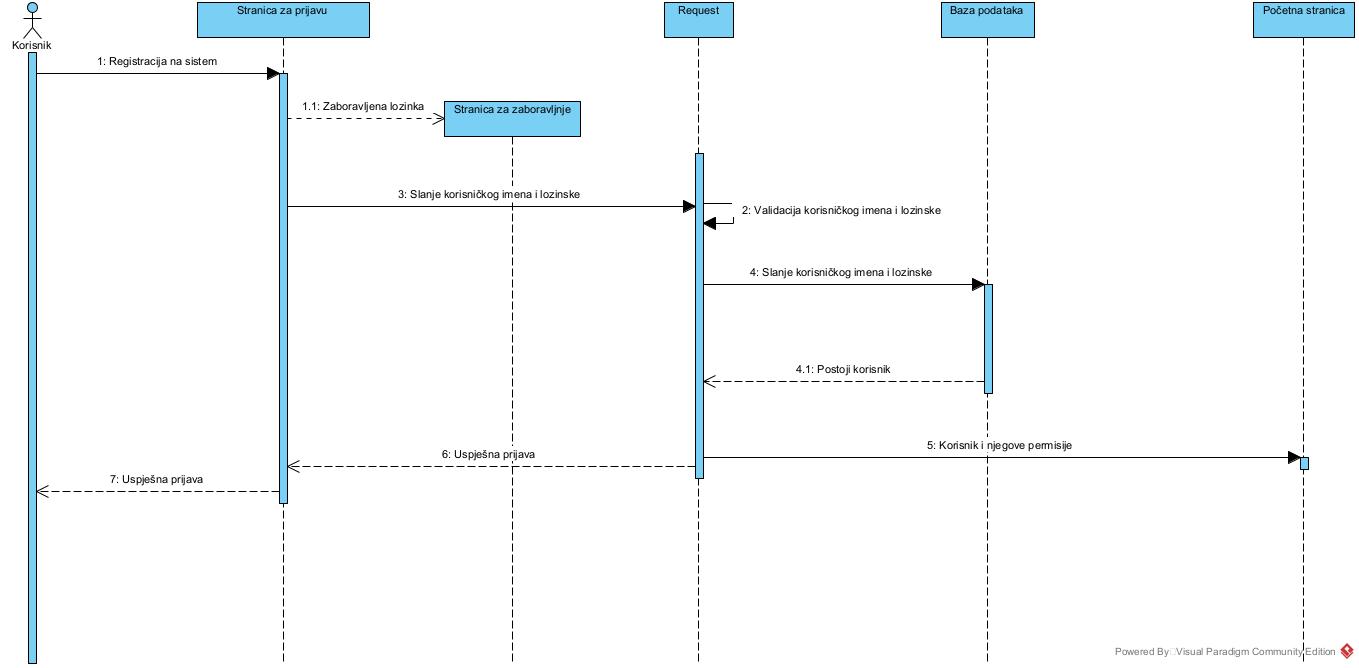 Stranica za prijavu
Request
Baza podataka
Početna stranica
Korisnik
1: Registracija na sistem
1.1: Zaboravljena lozinka
Stranica za zaboravljnje
3: Slanje korisničkog imena i lozinske
2: Validacija korisničkog imena i lozinske
4: Slanje korisničkog imena i lozinske
4.1: Postoji korisnik
5: Korisnik i njegove permisije
6: Uspješna prijava
7: Uspješna prijava
Powered By Visual Paradigm Community Edition